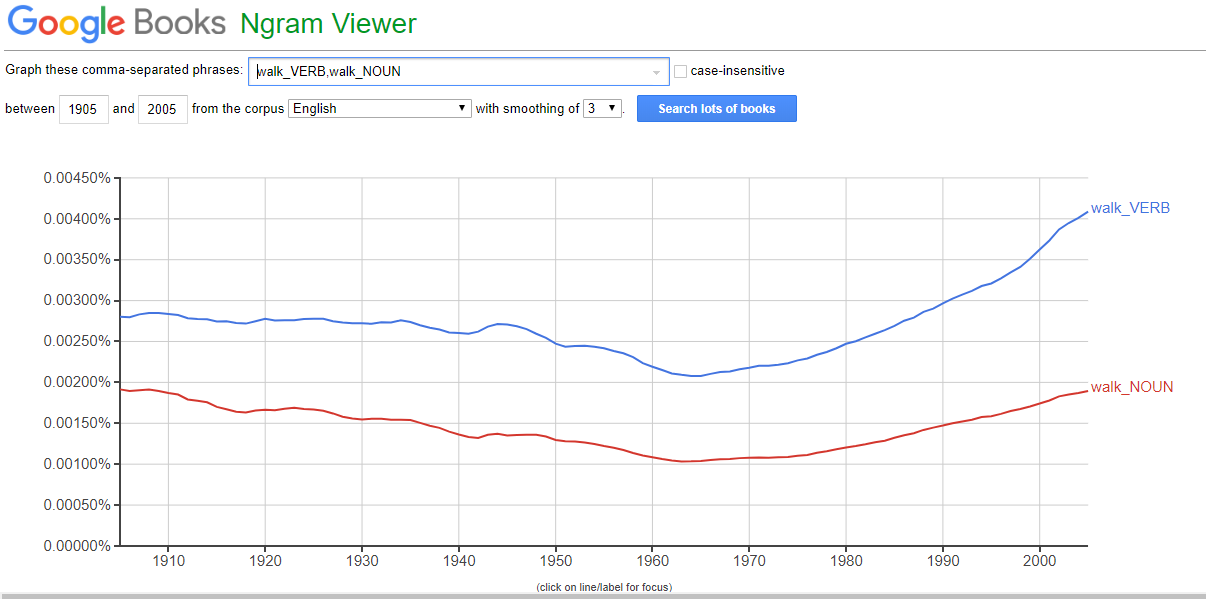 Google Books Ngram Viewer
Graph these comma-separated phrases: walk_VERB,walk_NOUN case-insensitive
between 1905 and 2005 from the corpus English with smoothing of 3. Search lots of books
0.00450%
walk_VERB
0.00400%
0.00350%
0.00300%
0.00250%
0.00200%
walk_NOUN
0.00150%
0.00100%
0.00050%
0.00000%
1910 1920 1930 1940 1950 1960 1970 1980 1990 2000
(click on line/label for focus)